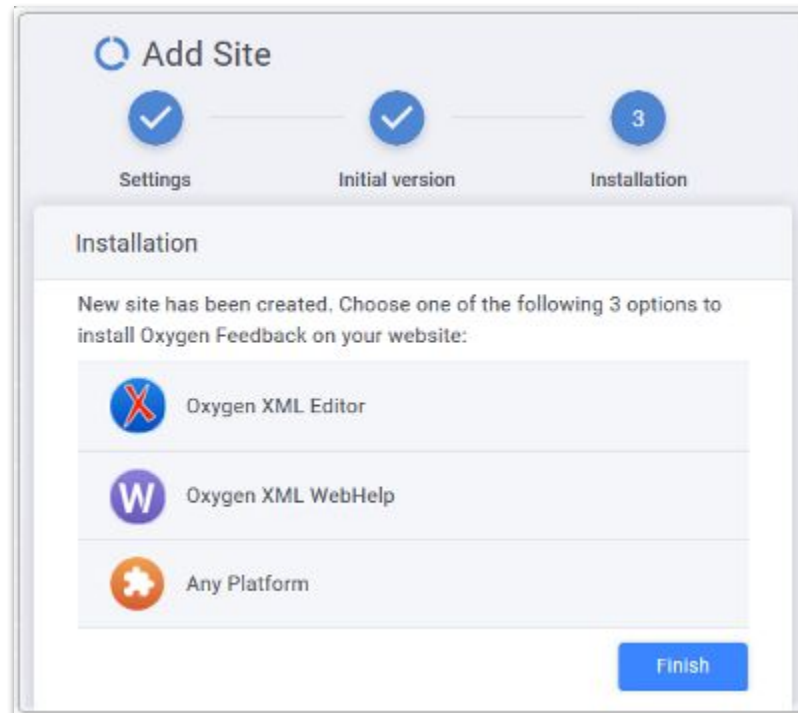 Add Site
3
Settings Initial version Installation
Installation
New site has been created. Choose one of the following 3 options to
install Oxygen Feedback on your website:
Oxygen XML Editor
W Oxygen XML WebHelp
Any Platform
Finish